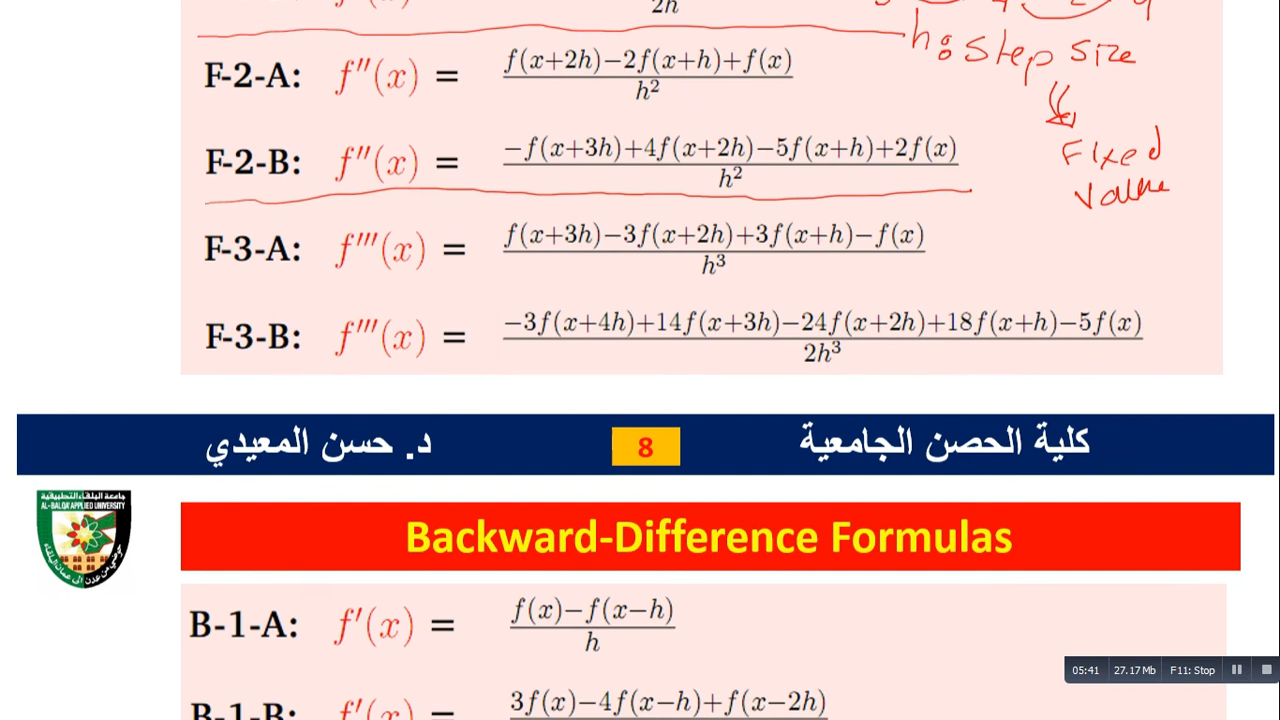 2h
h: step size
F-2-A: f''(x) = f(x+2h)−2f(x+h)+f(x) / h²
Fixed
value
F-2-B: f''(x) = −f(x+3h)+4f(x+2h)−5f(x+h)+2f(x) / h²
F-3-A: f'''(x) = f(x+3h)−3f(x+2h)+3f(x+h)−f(x) / h³
F-3-B: f'''(x) = −3f(x+4h)+14f(x+3h)−24f(x+2h)+18f(x+h)−5f(x) / 2h³
كلية الحصن الجامعية
8
د. حسن المعيدي
جامعة البلقاء التطبيقية
AL-BALQA' APPLIED UNIVERSITY
Backward-Difference Formulas
B-1-A: f'(x) = f(x)−f(x−h) / h
B-1-B: f'(x) = 3f(x)−4f(x−h)+f(x−2h)
05:41 27.17 Mb F11: Stop